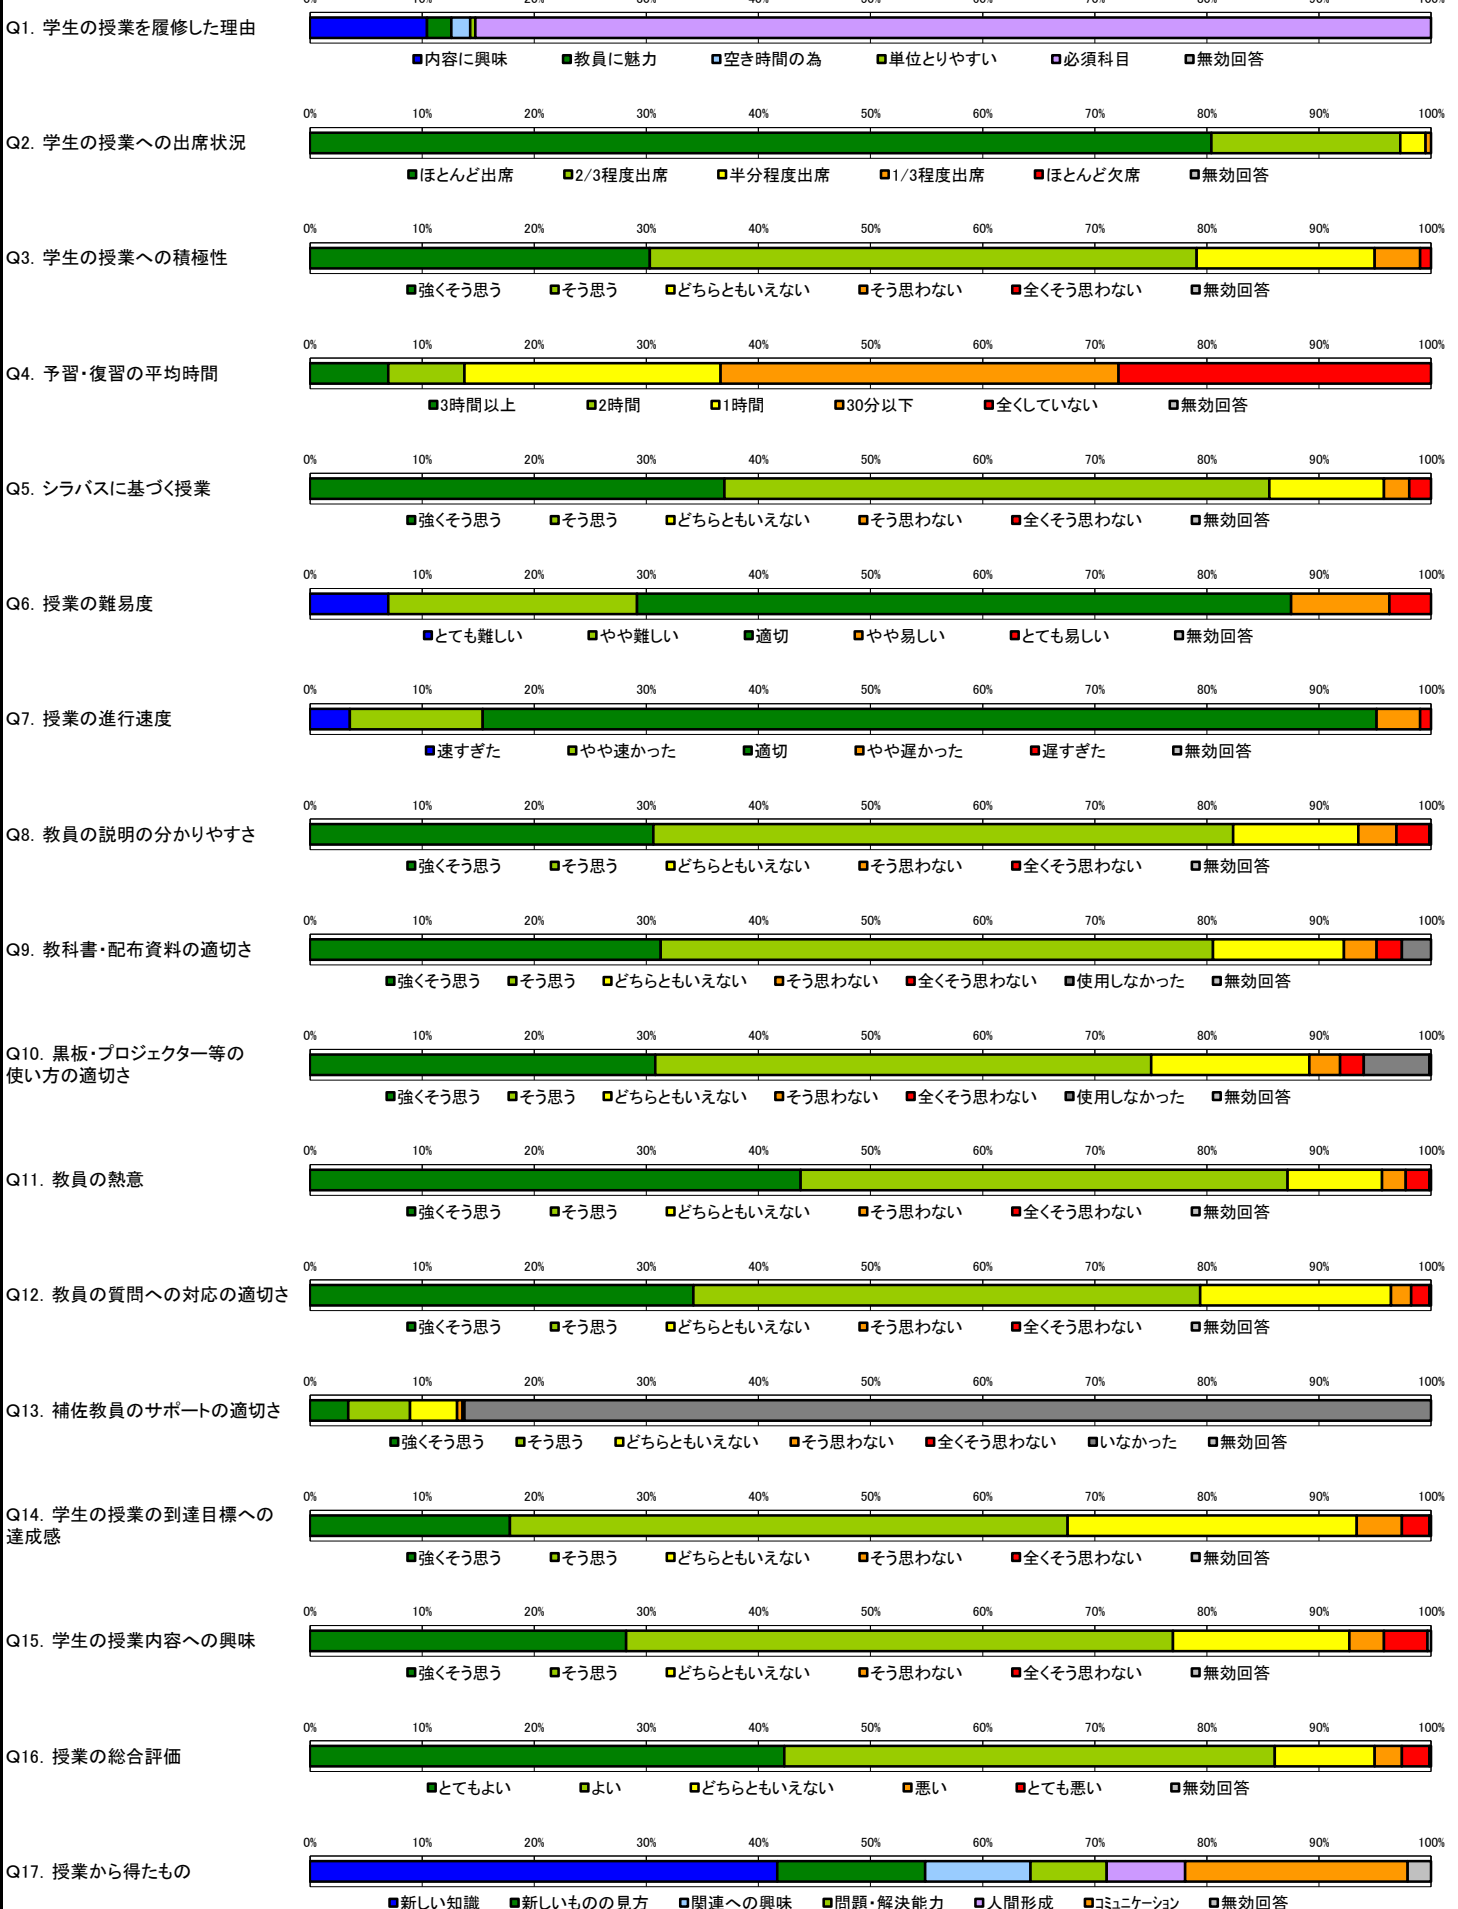 0% 10% 20% 30% 40% 50% 60% 70% 80% 90% 100%
Q1. 学生の授業を履修した理由
内容に興味 教員に魅力 空き時間の為 単位とりやすい 必須科目 無効回答
0% 10% 20% 30% 40% 50% 60% 70% 80% 90% 100%
Q2. 学生の授業への出席状況
ほとんど出席 2/3程度出席 半分程度出席 1/3程度出席 ほとんど欠席 無効回答
0% 10% 20% 30% 40% 50% 60% 70% 80% 90% 100%
Q3. 学生の授業への積極性
強くそう思う そう思う どちらともいえない そう思わない 全くそう思わない 無効回答
0% 10% 20% 30% 40% 50% 60% 70% 80% 90% 100%
Q4. 予習・復習の平均時間
3時間以上 2時間 1時間 30分以下 全くしていない 無効回答
0% 10% 20% 30% 40% 50% 60% 70% 80% 90% 100%
Q5. シラバスに基づく授業
強くそう思う そう思う どちらともいえない そう思わない 全くそう思わない 無効回答
0% 10% 20% 30% 40% 50% 60% 70% 80% 90% 100%
Q6. 授業の難易度
とても難しい やや難しい 適切 やや易しい とても易しい 無効回答
0% 10% 20% 30% 40% 50% 60% 70% 80% 90% 100%
Q7. 授業の進行速度
速すぎた やや速かった 適切 やや遅かった 遅すぎた 無効回答
0% 10% 20% 30% 40% 50% 60% 70% 80% 90% 100%
Q8. 教員の説明の分かりやすさ
強くそう思う そう思う どちらともいえない そう思わない 全くそう思わない 無効回答
0% 10% 20% 30% 40% 50% 60% 70% 80% 90% 100%
Q9. 教科書・配布資料の適切さ
強くそう思う そう思う どちらともいえない そう思わない 全くそう思わない 使用しなかった 無効回答
0% 10% 20% 30% 40% 50% 60% 70% 80% 90% 100%
Q10. 黒板・プロジェクター等の
使い方の適切さ
強くそう思う そう思う どちらともいえない そう思わない 全くそう思わない 使用しなかった 無効回答
0% 10% 20% 30% 40% 50% 60% 70% 80% 90% 100%
Q11. 教員の熱意
強くそう思う そう思う どちらともいえない そう思わない 全くそう思わない 無効回答
0% 10% 20% 30% 40% 50% 60% 70% 80% 90% 100%
Q12. 教員の質問への対応の適切さ
強くそう思う そう思う どちらともいえない そう思わない 全くそう思わない 無効回答
0% 10% 20% 30% 40% 50% 60% 70% 80% 90% 100%
Q13. 補佐教員のサポートの適切さ
強くそう思う そう思う どちらともいえない そう思わない 全くそう思わない いなかった 無効回答
0% 10% 20% 30% 40% 50% 60% 70% 80% 90% 100%
Q14. 学生の授業の到達目標への
達成感
強くそう思う そう思う どちらともいえない そう思わない 全くそう思わない 無効回答
0% 10% 20% 30% 40% 50% 60% 70% 80% 90% 100%
Q15. 学生の授業内容への興味
強くそう思う そう思う どちらともいえない そう思わない 全くそう思わない 無効回答
0% 10% 20% 30% 40% 50% 60% 70% 80% 90% 100%
Q16. 授業の総合評価
とてもよい よい どちらともいえない 悪い とても悪い 無効回答
0% 10% 20% 30% 40% 50% 60% 70% 80% 90% 100%
Q17. 授業から得たもの
新しい知識 新しいものの見方 関連への興味 問題・解決能力 人間形成 ｺﾐｭﾆｹｰｼｮﾝ 無効回答